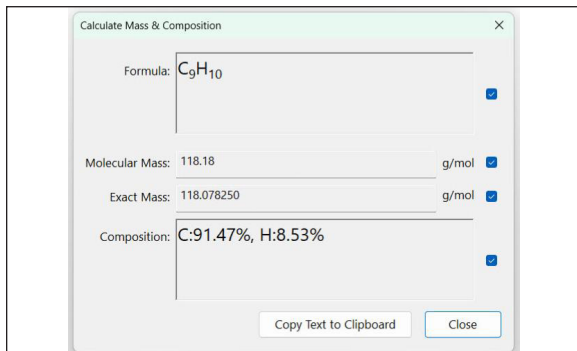 Calculate Mass & Composition
Formula: C₉H₁₀
Molecular Mass: 118.18 g/mol
Exact Mass: 118.078250 g/mol
Composition: C:91.47%, H:8.53%
Copy Text to Clipboard Close